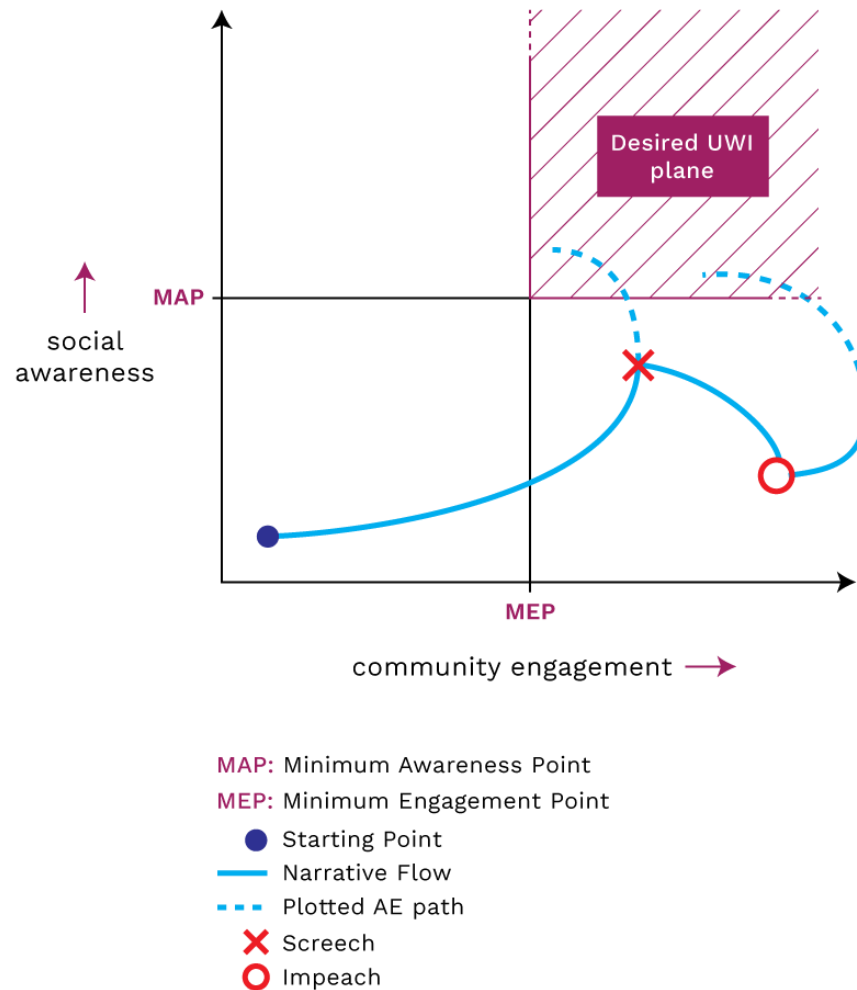 Desired UWI
plane
MAP
social
awareness
MEP
community engagement
MAP: Minimum Awareness Point
MEP: Minimum Engagement Point
Starting Point
Narrative Flow
Plotted AE path
Screech
Impeach